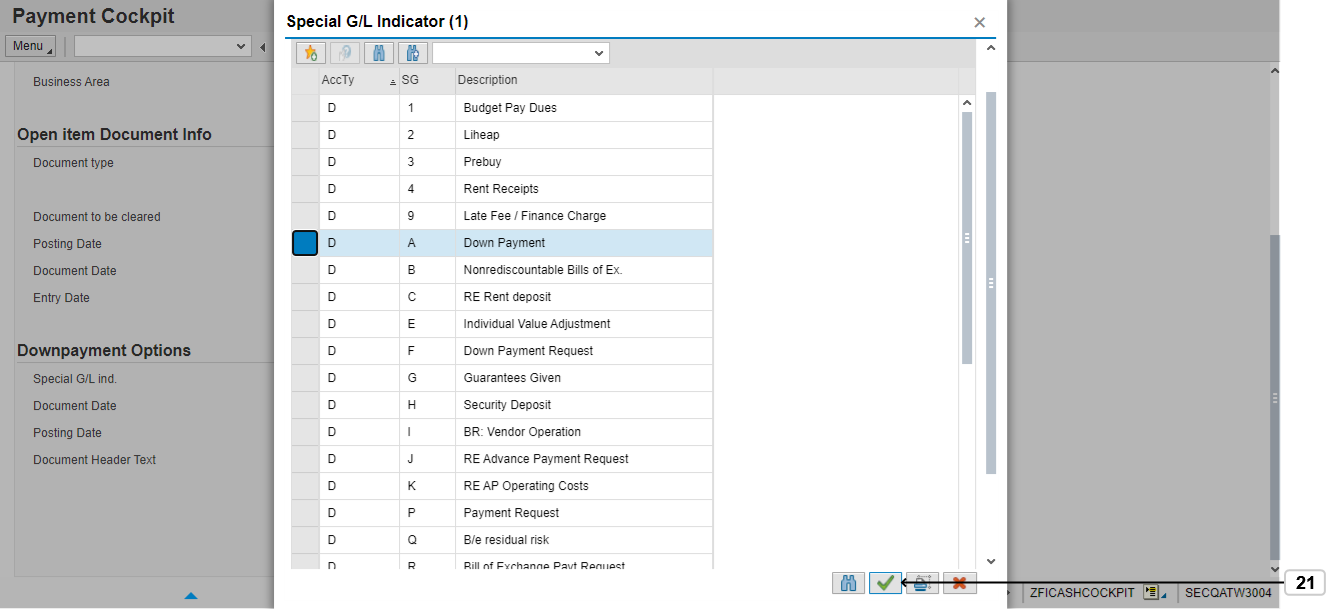 Payment Cockpit
Menu
Business Area
Open item Document Info
Document type
Document to be cleared
Posting Date
Document Date
Entry Date
Downpayment Options
Special G/L ind.
Document Date
Posting Date
Document Header Text
Special G/L Indicator (1)
AccTy SG Description
D 1 Budget Pay Dues
D 2 Liheap
D 3 Prebuy
D 4 Rent Receipts
D 9 Late Fee / Finance Charge
D A Down Payment
D B Nonrediscountable Bills of Ex.
D C RE Rent deposit
D E Individual Value Adjustment
D F Down Payment Request
D G Guarantees Given
D H Security Deposit
D I BR: Vendor Operation
D J RE Advance Payment Request
D K RE AP Operating Costs
D P Payment Request
D Q B/e residual risk
D R Bill of Exchange Payt Request
21
ZFICASHCOCKPIT SECQATW3004